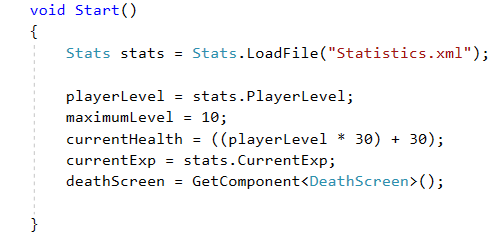 void Start()
{
Stats stats = Stats.LoadFile("Statistics.xml");
playerLevel = stats.PlayerLevel;
maximumLevel = 10;
currentHealth = ((playerLevel * 30) + 30);
currentExp = stats.CurrentExp;
deathScreen = GetComponent<DeathScreen>();
}